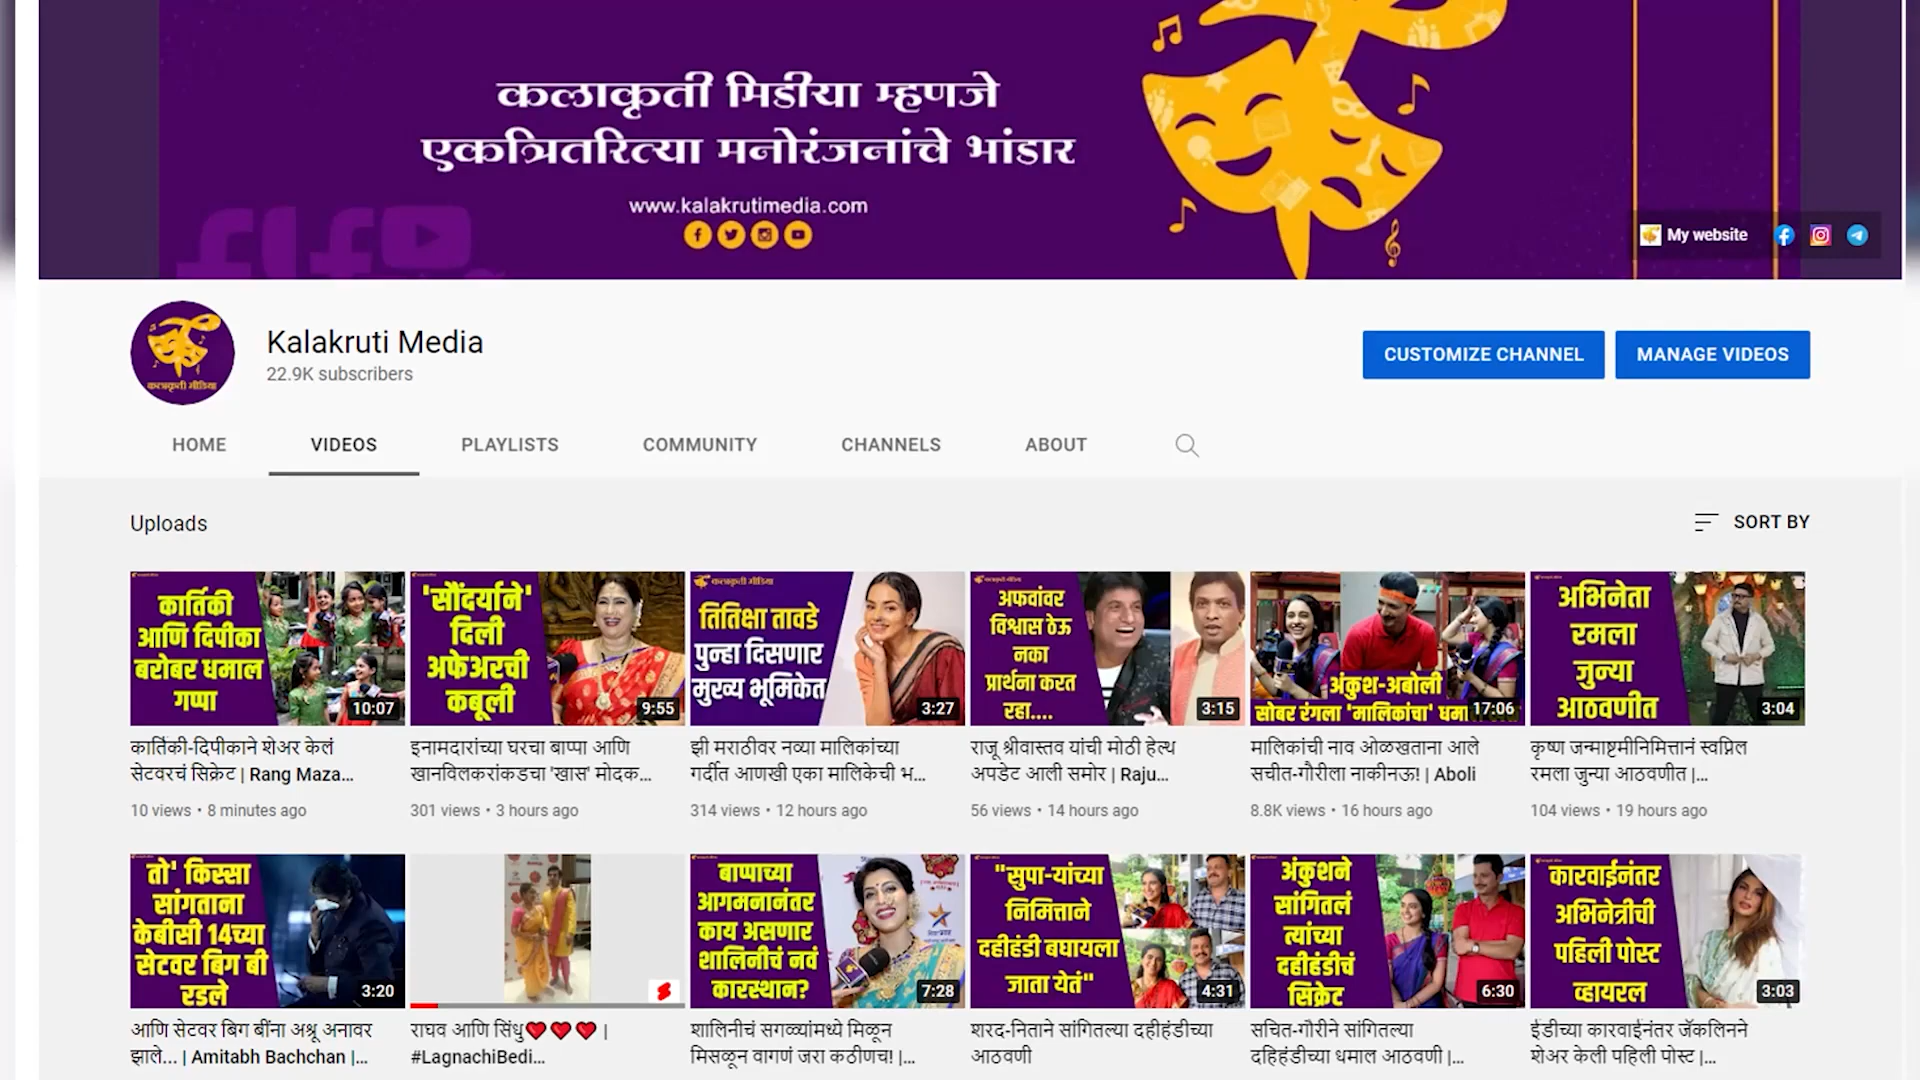 कलाकृती मिडीया म्हणजे
एकत्रितरित्या मनोरंजनांचे भांडार
www.kalakrutimedia.com
My website
कलाकृती मीडिया
Kalakruti Media
22.9K subscribers
CUSTOMIZE CHANNEL
MANAGE VIDEOS
HOME
VIDEOS
PLAYLISTS
COMMUNITY
CHANNELS
ABOUT
Uploads
SORT BY
कार्तिकी
आणि दिपीका
बरोबर धमाल
गप्पा
10:07
'सौंदर्याने'
दिली
अफेअरची
कबूली
9:55
कलाकृती मीडिया
तितिक्षा तावडे
पुन्हा दिसणार
मुख्य भूमिकेत
3:27
कलाकृती मीडिया
अफवांवर
विश्वास ठेऊ
नका
प्रार्थना करत
रहा....
3:15
अंकुश-अबोली
सोबर रंगला 'मालिकांचा'
17:06
अभिनेता
रमला
जुन्या
आठवणीत
3:04
कार्तिकी-दिपीकाने शेअर केलं
सेटवरचं सिक्रेट | Rang Maza...
10 views • 8 minutes ago
इनामदारांच्या घरचा बाप्पा आणि
खानविलकरांकडचा 'खास' मोदक...
301 views • 3 hours ago
झी मराठीवर नव्या मालिकांच्या
गर्दीत आणखी एका मालिकेची भ...
314 views • 12 hours ago
राजू श्रीवास्तव यांची मोठी हेल्थ
अपडेट आली समोर | Raju...
56 views • 14 hours ago
मालिकांची नाव ओळखताना आले
सचीत-गौरीला नाकीनऊ! | Aboli
8.8K views • 16 hours ago
कृष्ण जन्माष्टमीनिमित्तानं स्वप्निल
रमला जुन्या आठवणीत |...
104 views • 19 hours ago
तो' किस्सा
सांगताना
केबीसी 14च्या
सेटवर बिग बी
रडले
3:20
बाप्पाच्या
आगमनानंतर
काय असणार
शालिनीचं नवं
कारस्थान?
7:28
"सुपा-यांच्या
निमित्ताने
दहीहंडी बघायला
जाता येतं"
4:31
अंकुशने
सांगितलं
त्यांच्या
दहीहंडीचं
सिक्रेट
6:30
कारवाईनंतर
अभिनेत्रीची
पहिली पोस्ट
व्हायरल
3:03
आणि सेटवर बिग बींना अश्रू अनावर
झाले... | Amitabh Bachchan |...
राघव आणि सिंधु❤❤❤ |
#LagnachiBedi...
शालिनीचं सगळ्यांमध्ये मिळून
मिसळून वागणं जरा कठीणच! |...
शरद-निताने सांगितल्या दहीहंडीच्या
आठवणी
सचित-गौरीने सांगितल्या
दहिहंडीच्या धमाल आठवणी |...
ईडीच्या कारवाईनंतर जॅकलिनने
शेअर केली पहिली पोस्ट |...